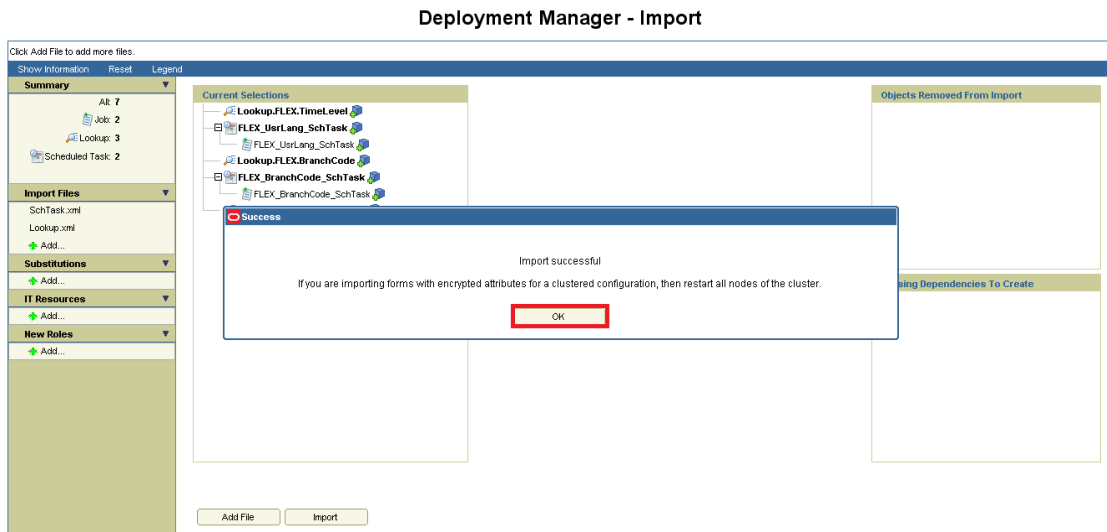 Deployment Manager - Import
Click Add File to add more files.
Show Information Reset Legend
Summary
All: 7
Job: 2
Lookup: 3
Scheduled Task: 2
Import Files
SchTask.xml
Lookup.xml
Add...
Substitutions
Add...
IT Resources
Add...
New Roles
Add...
Current Selections
Lookup.FLEX.TimeLevel
FLEX_UsrLang_SchTask
FLEX_UsrLang_SchTask
Lookup.FLEX.BranchCode
FLEX_BranchCode_SchTask
FLEX_BranchCode_SchTask
Objects Removed From Import
Success
Import successful
If you are importing forms with encrypted attributes for a clustered configuration, then restart all nodes of the cluster.
OK
Dependencies To Create
Add File Import